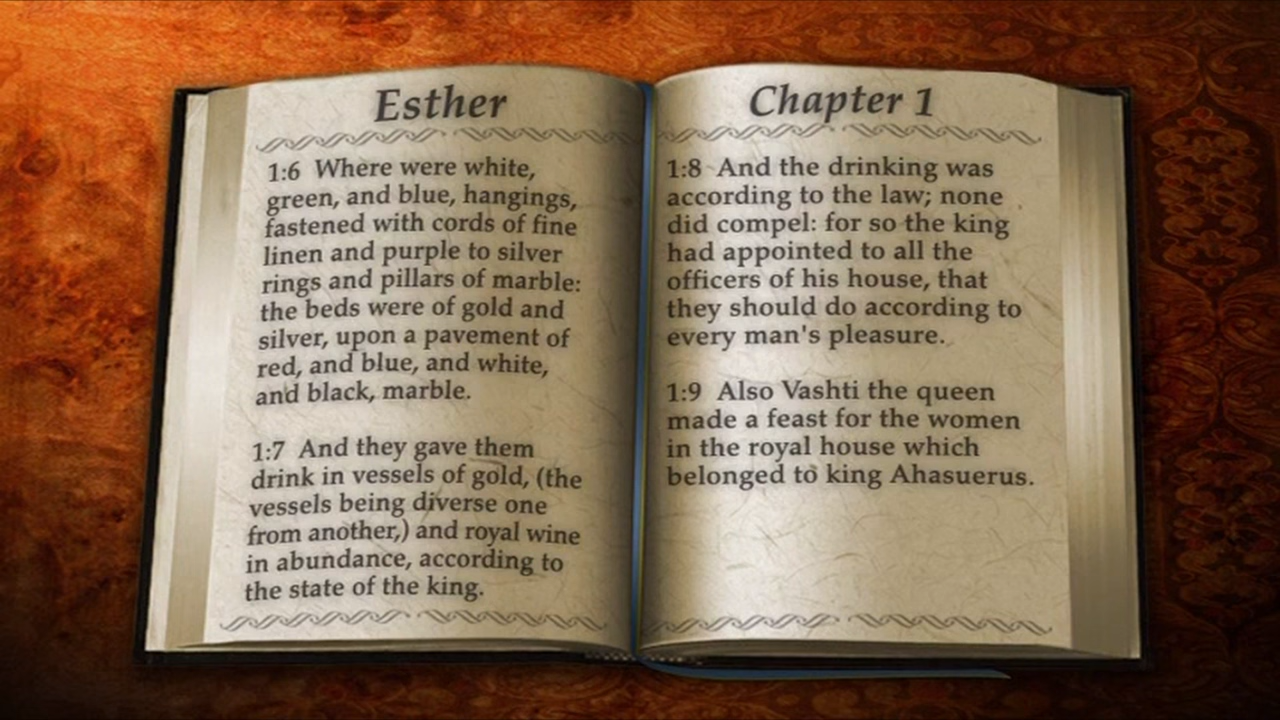 Esther
1:6 Where were white,
green, and blue, hangings,
fastened with cords of fine
linen and purple to silver
rings and pillars of marble:
the beds were of gold and
silver, upon a pavement of
red, and blue, and white,
and black, marble.
1:7 And they gave them
drink in vessels of gold, (the
vessels being diverse one
from another,) and royal wine
in abundance, according to
the state of the king.
Chapter 1
1:8 And the drinking was
according to the law; none
did compel: for so the king
had appointed to all the
officers of his house, that
they should do according to
every man's pleasure.
1:9 Also Vashti the queen
made a feast for the women
in the royal house which
belonged to king Ahasuerus.